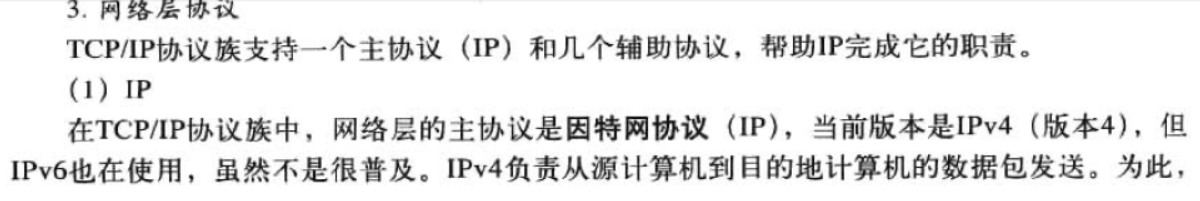 3. 网络层协议
TCP/IP协议族支持一个主协议（IP）和几个辅助协议，帮助IP完成它的职责。
（1）IP
在TCP/IP协议族中，网络层的主协议是因特网协议（IP），当前版本是IPv4（版本4），但
IPv6也在使用，虽然不是很普及。IPv4负责从源计算机到目的地计算机的数据包发送。为此，